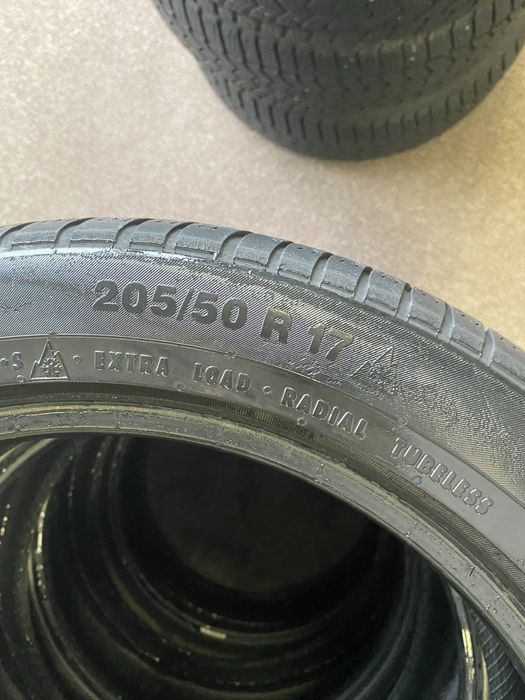 205/50 R 17
•S • EXTRA LOAD • RADIAL TUBELESS